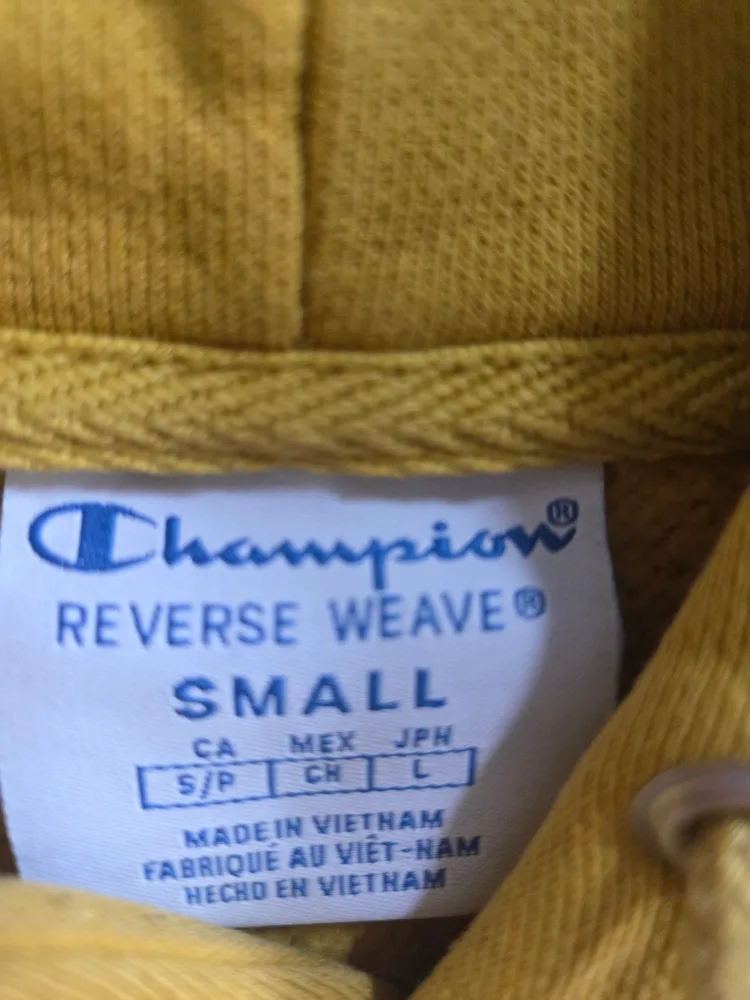 Champion®
REVERSE WEAVE®
SMALL
CA MEX JPN
S/P CH L
MADE IN VIETNAM
FABRIQUÉ AU VIÊT-NAM
HECHO EN VIETNAM